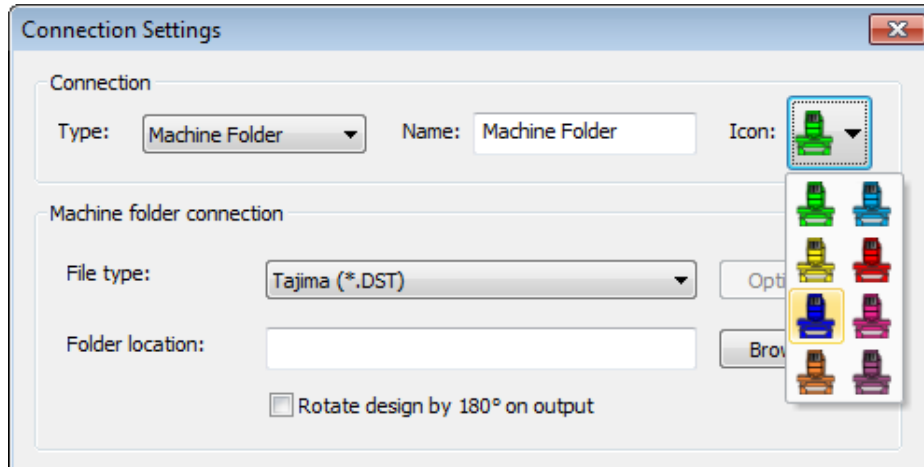 Connection Settings
Connection
Type: Machine Folder Name: Machine Folder Icon:
Machine folder connection
File type: Tajima (*.DST)
Folder location:
Rotate design by 180° on output